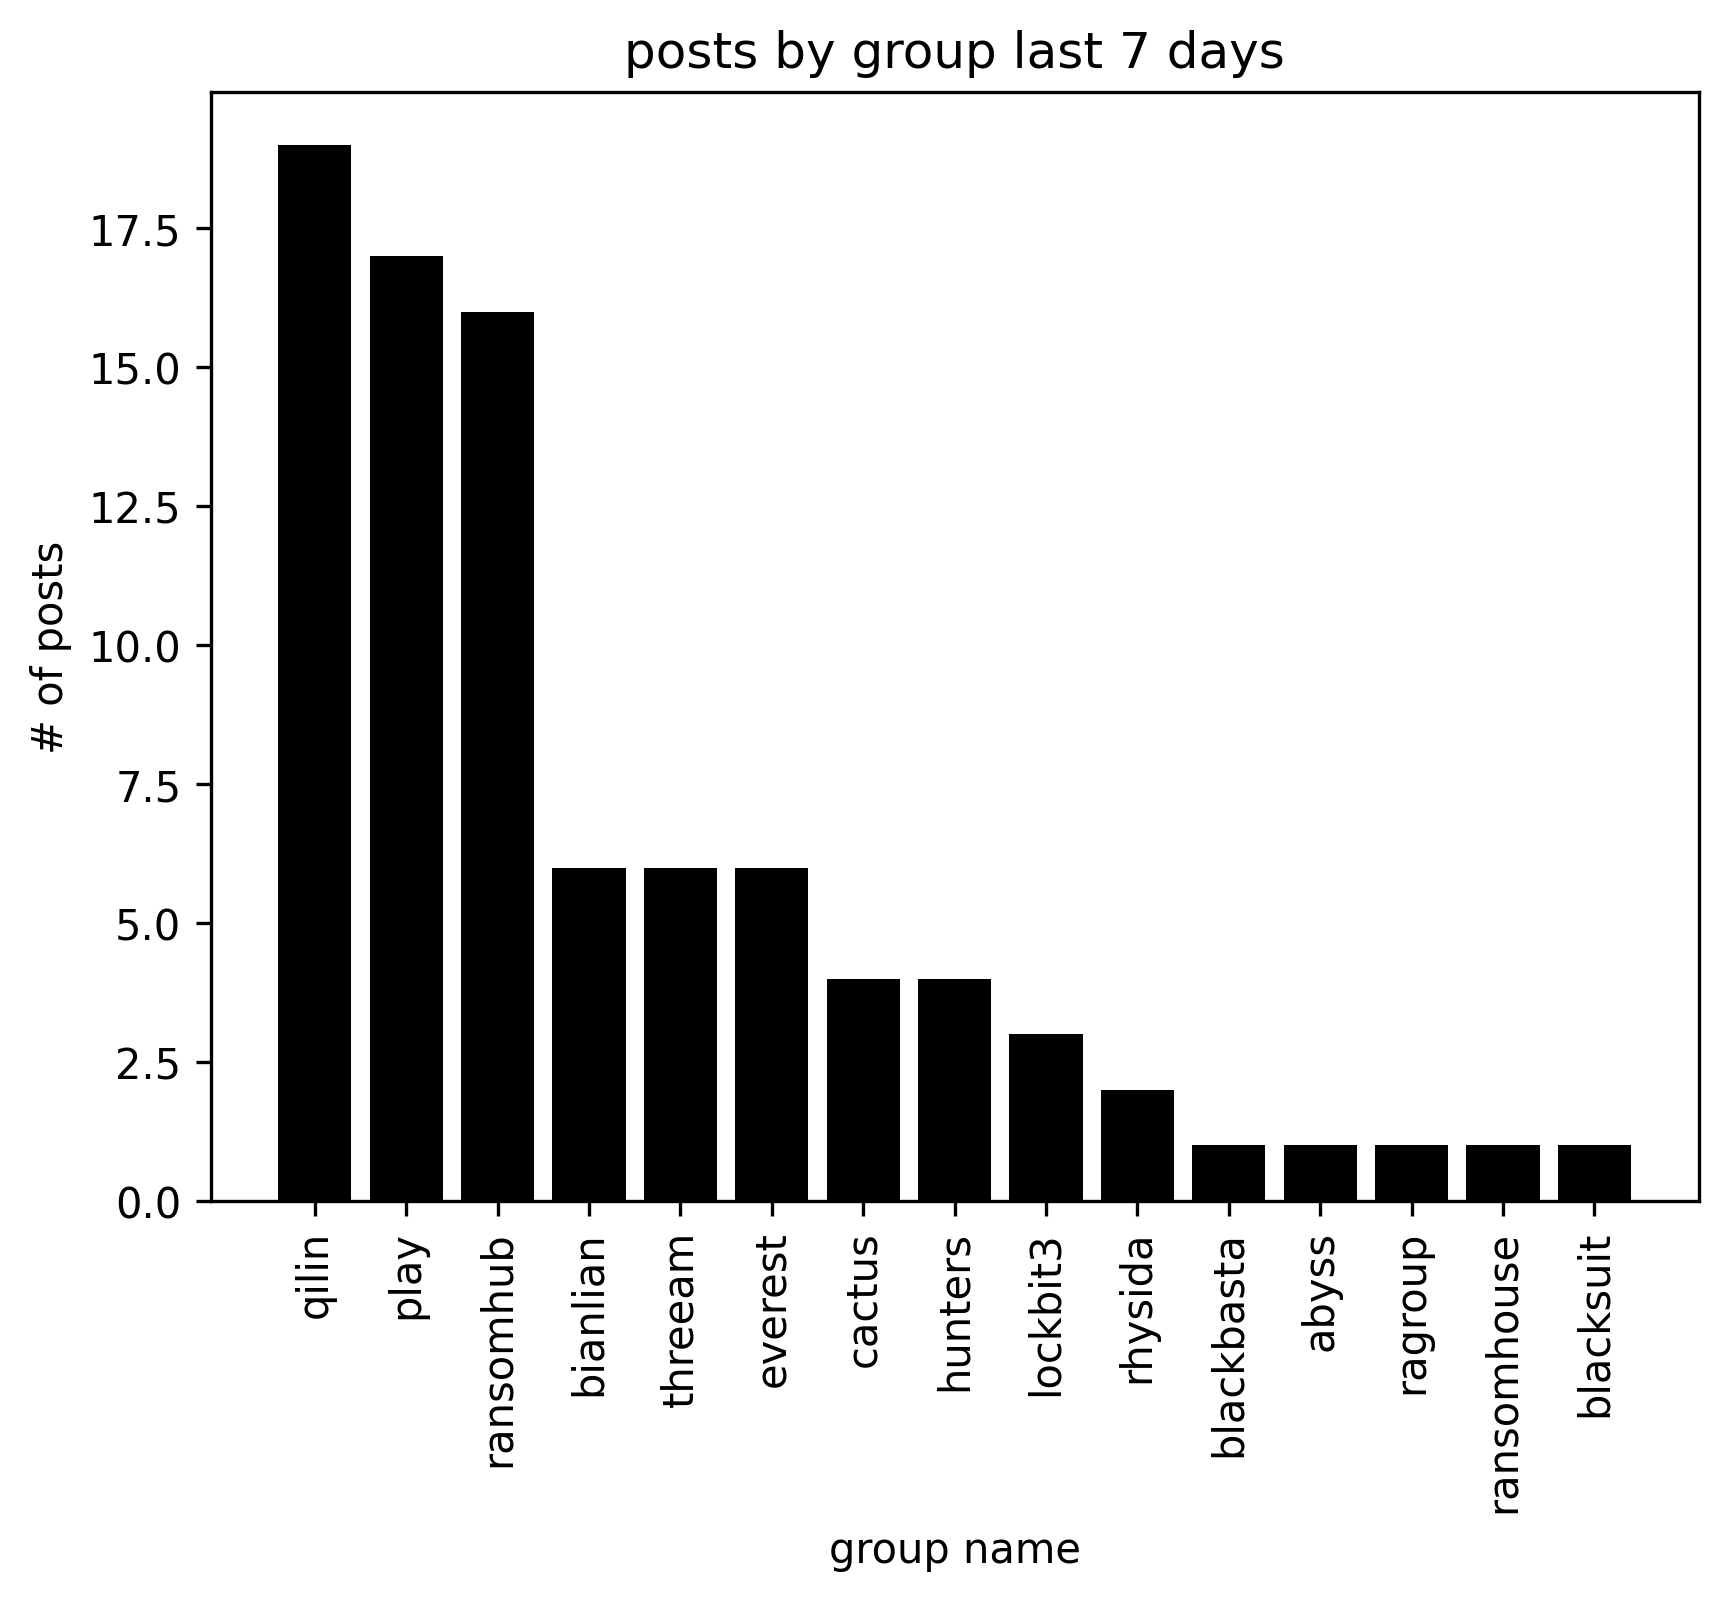 posts by group last 7 days
# of posts
17.5
15.0
12.5
10.0
7.5
5.0
2.5
0.0
qilin
play
ransomhub
bianlian
threeam
everest
cactus
hunters
lockbit3
rhysida
blackbasta
abyss
ragroup
ransomhouse
blacksuit
group name